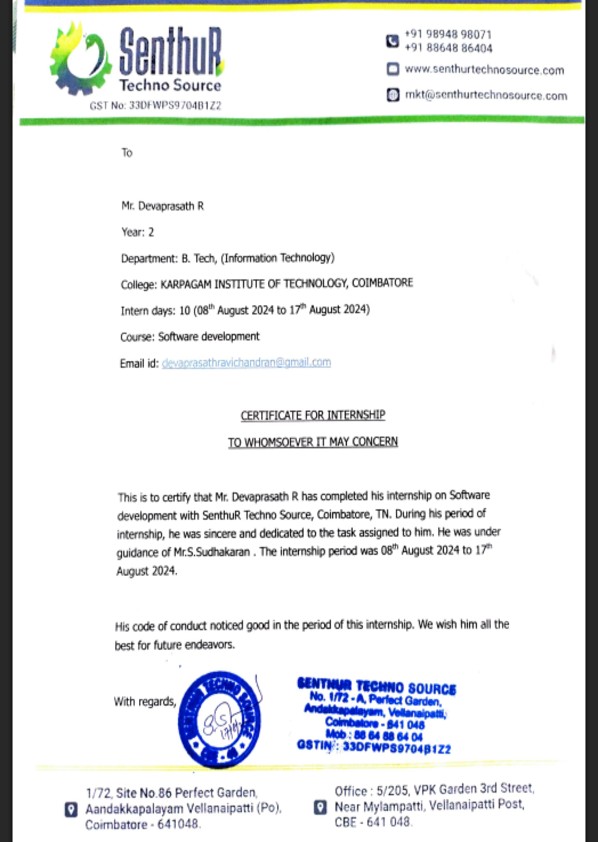 SenthuR
Techno Source
GST No: 33DFWPS9704B1Z2
+91 98948 98071
+91 88648 86404
www.senthurtechnosource.com
mkt@senthurtechnosource.com
To
Mr. Devaprasath R
Year: 2
Department: B. Tech, (Information Technology)
College: KARPAGAM INSTITUTE OF TECHNOLOGY, COIMBATORE
Intern days: 10 (08th August 2024 to 17th August 2024)
Course: Software development
Email id: devaprasathravichandran@gmail.com
CERTIFICATE FOR INTERNSHIP
TO WHOMSOEVER IT MAY CONCERN
This is to certify that Mr. Devaprasath R has completed his internship on Software
development with SenthuR Techno Source, Coimbatore, TN. During his period of
internship, he was sincere and dedicated to the task assigned to him. He was under
guidance of Mr.S.Sudhakaran . The internship period was 08th August 2024 to 17th
August 2024.
His code of conduct noticed good in the period of this internship. We wish him all the
best for future endeavors.
With regards,
SENTHUR TECHNO SOURCE
SENTHUR TECHNO SOURCE
No. 1/72 - A, Perfect Garden,
Andakkapalayam, Vellanaipatti,
Coimbatore - 641 048
Mob : 88 64 88 64 04
GSTIN : 33DFWPS9704B1Z2
1/72, Site No.86 Perfect Garden,
Aandakkapalayam Vellanaipatti (Po),
Coimbatore - 641048.
Office : 5/205, VPK Garden 3rd Street,
Near Mylampatti, Vellanaipatti Post,
CBE - 641 048.